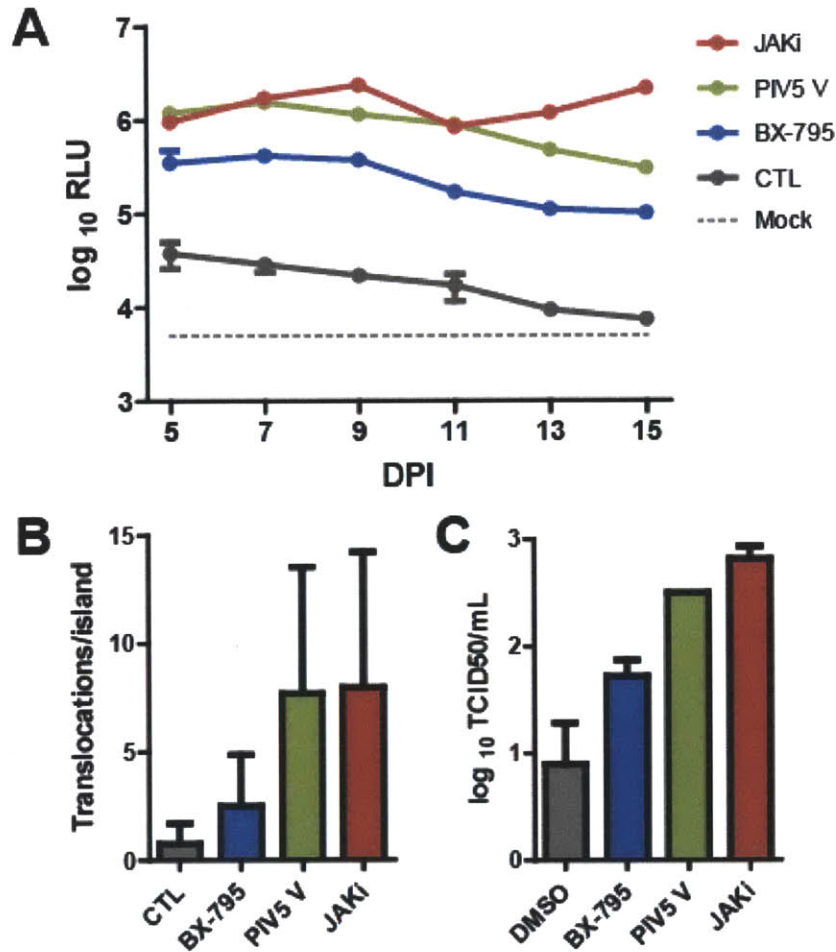 A
7
6
5
4
3
log 10 RLU
5 7 9 11 13 15
DPI
JAKi
PIV5 V
BX-795
CTL
Mock
B
15
10
5
0
Translocations/island
CTL
BX-795
PIV5 V
JAKi
C
3
2
1
0
log 10 TCID50/mL
DMSO
BX-795
PIV5 V
JAKi